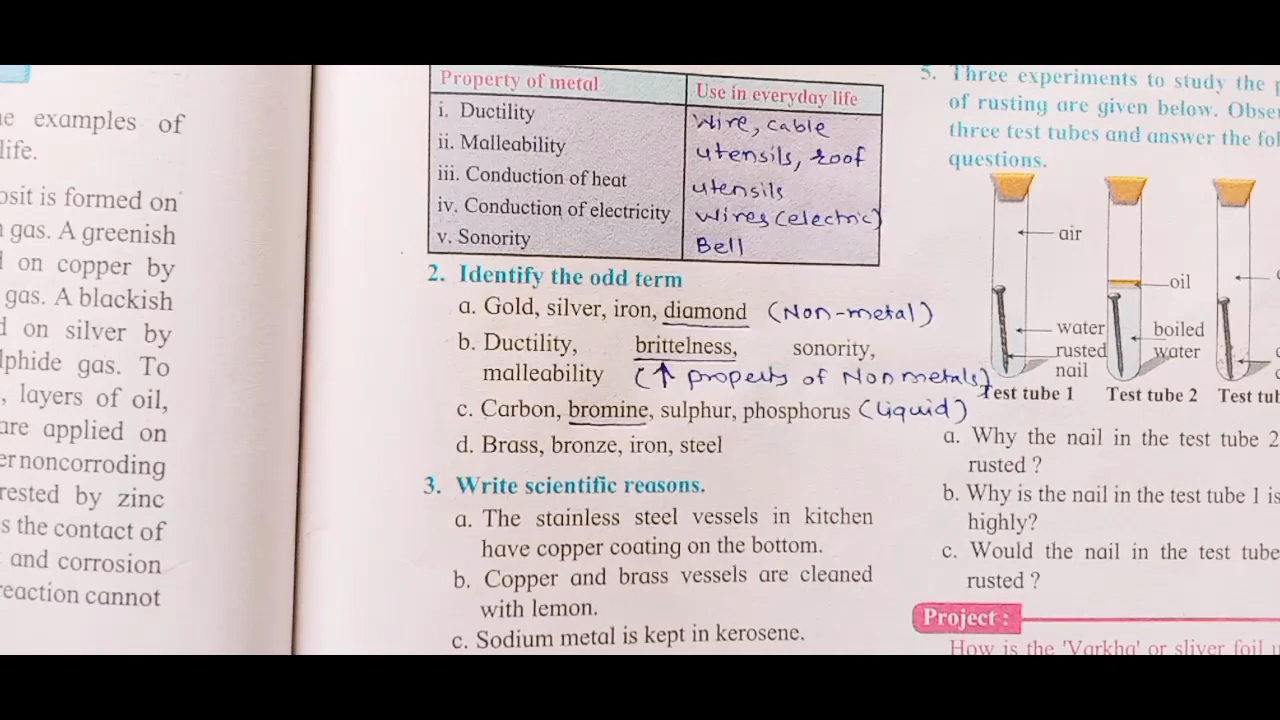 e examples of
life.
osit is formed on
gas. A greenish
on copper by
gas. A blackish
on silver by
lphide gas. To
, layers of oil,
are applied on
er noncorroding
rested by zinc
s the contact of
and corrosion
reaction cannot
Property of metal Use in everyday life
i. Ductility Wire, cable
ii. Malleability utensils, roof
iii. Conduction of heat utensils
iv. Conduction of electricity Wires (electric)
v. Sonority Bell
2. Identify the odd term
a. Gold, silver, iron, diamond (Non-metal)
b. Ductility, brittelness, sonority,
malleability (↑ property of Nonmetals)
c. Carbon, bromine, sulphur, phosphorus (Liquid)
d. Brass, bronze, iron, steel
3. Write scientific reasons.
a. The stainless steel vessels in kitchen
have copper coating on the bottom.
b. Copper and brass vessels are cleaned
with lemon.
c. Sodium metal is kept in kerosene.
5. Three experiments to study the p
of rusting are given below. Obser
three test tubes and answer the fol
questions.
air
oil
water boiled
rusted water
nail
Test tube 1 Test tube 2 Test tub
a. Why the nail in the test tube 2
rusted ?
b. Why is the nail in the test tube 1 is
highly?
c. Would the nail in the test tube
rusted ?
Project :
How is the 'Varkha' or sliver foil